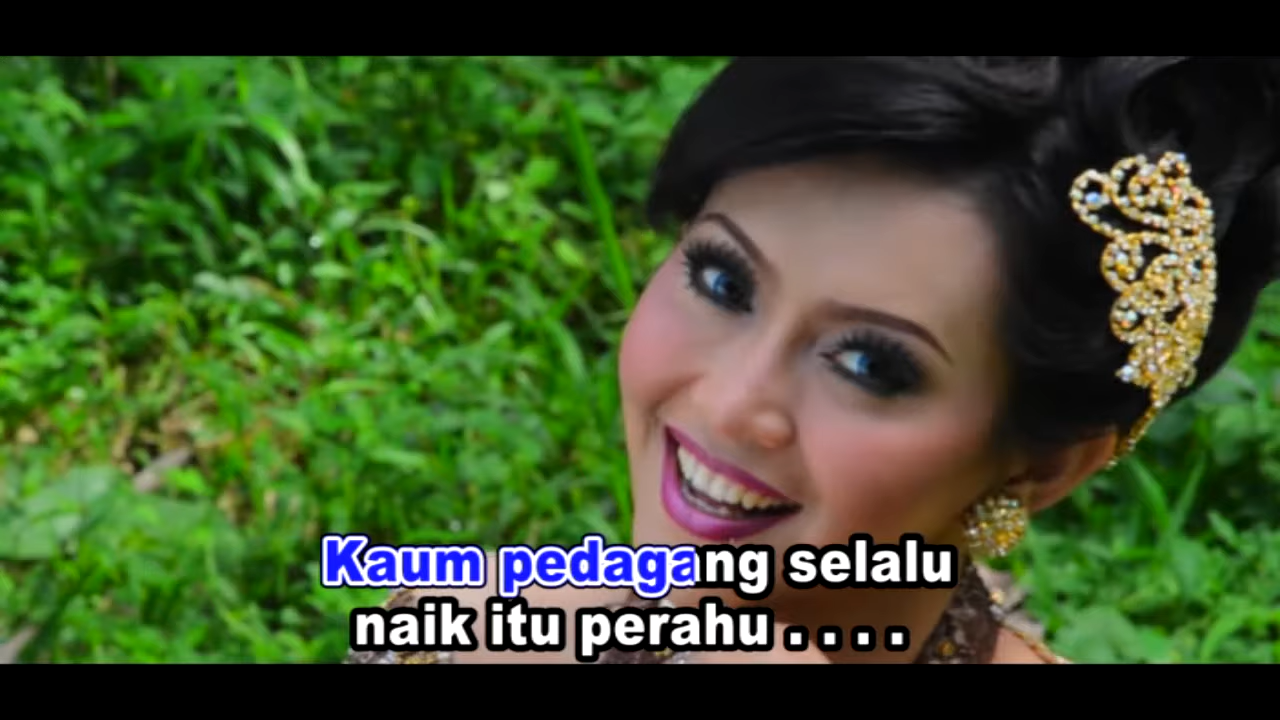 Kaum pedagang selalu
naik itu perahu . . . .